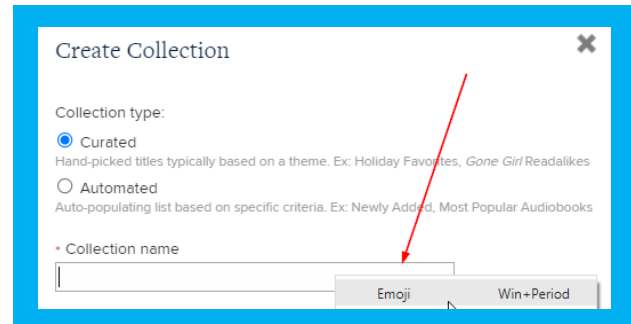 Create Collection
Collection type:
Curated
Hand-picked titles typically based on a theme. Ex: Holiday Favorites, Gone Girl Readalikes
Automated
Auto-populating list based on specific criteria. Ex: Newly Added, Most Popular Audiobooks
* Collection name
Emoji Win+Period